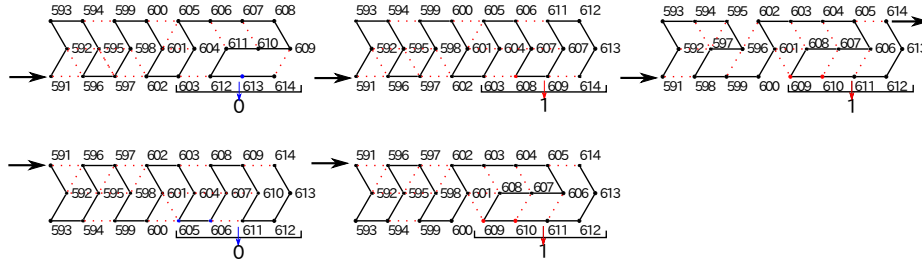 593 594 599 600 605 606 607 608
592 595 598 601 604 611 610 609
591 596 597 602 603 612 613 614
0
593 594 599 600 605 606 611 612
592 595 598 601 604 607 607 613
591 596 597 602 603 608 609 614
1
593 594 595 602 603 604 605 614
592 597 596 601 608 607 606
591 598 599 600 609 610 611 612
1
591 596 597 602 603 608 609 614
592 595 598 601 604 607 610 613
593 594 599 600 605 606 611 612
0
591 596 597 602 603 604 605 614
592 595 598 601 608 607 606 613
593 594 599 600 609 610 611 612
1